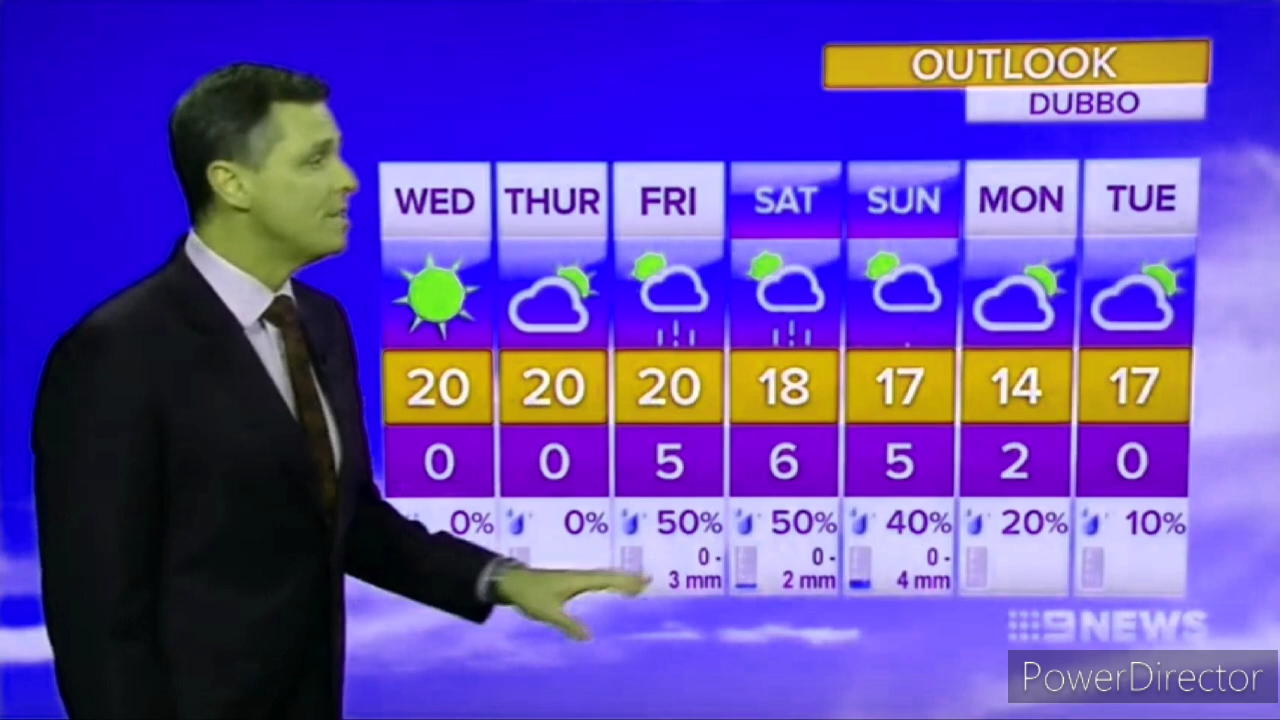 OUTLOOK
DUBBO
WED THUR FRI SAT SUN MON TUE
20 20 20 18 17 14 17
0 0 5 6 5 2 0
0% 0% 50% 50% 40% 20% 10%
0 - 0 - 0 -
3 mm 2 mm 4 mm
9 NEWS
PowerDirector